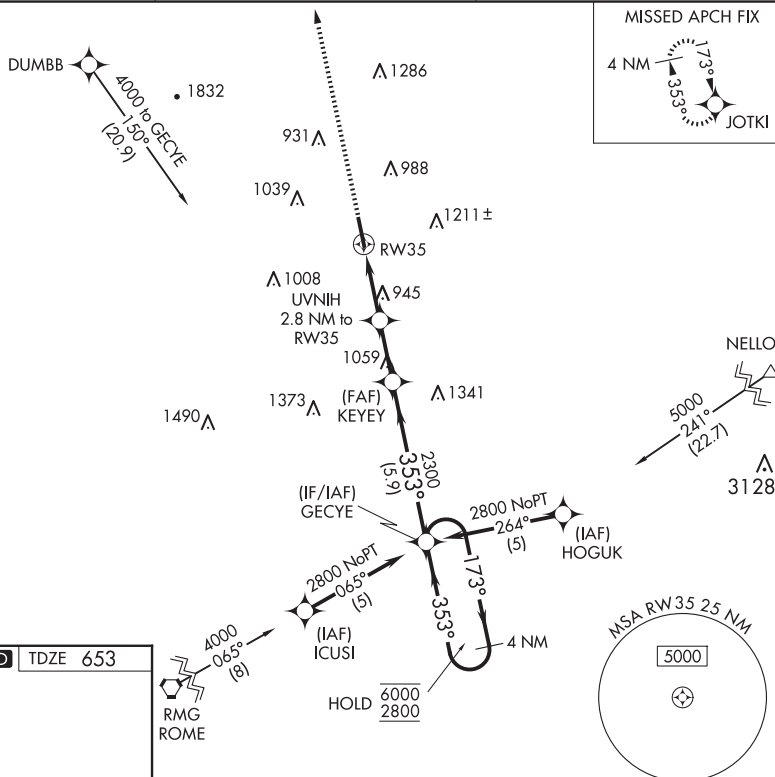 MISSED APCH FIX
4 NM
173°
353°
JOTKI
DUMBB
4000 to GECYE
150°
(20.9)
1832
1286
931
988
1039
1211±
RW35
1008
945
UVNIH
2.8 NM to
RW35
1059
(FAF)
KEYEY
1341
1373
1490
NELLO
5000
241°
(22.7)
3128
2300
353°
(5.9)
(IF/IAF)
GECYE
2800 NoPT
264°
(5)
(IAF)
HOGUK
2800 NoPT
065°
(5)
(IAF)
ICUSI
173°
353°
4 NM
HOLD 6000
2800
4000
065°
(8)
RMG
ROME
D TDZE 653
MSA RW35 25 NM
5000